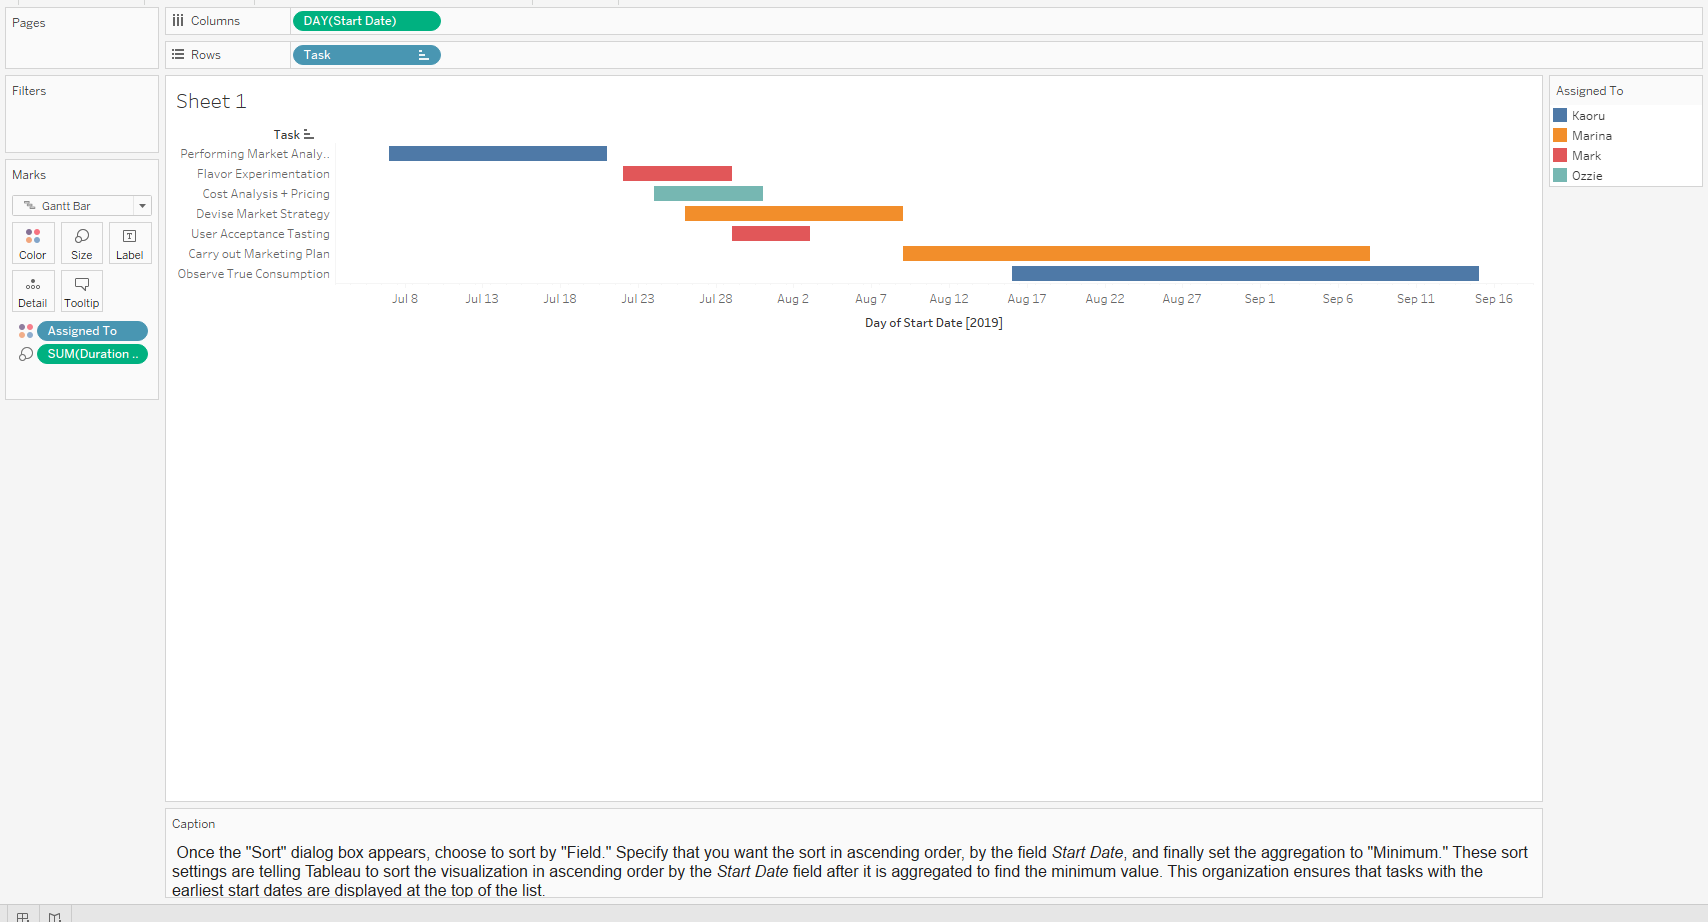 Pages
Columns
DAY(Start Date)
Rows
Task
Filters
Marks
Gantt Bar
Color
Size
Label
Detail
Tooltip
Assigned To
SUM(Duration ..
Sheet 1
Task
Performing Market Analy..
Flavor Experimentation
Cost Analysis + Pricing
Devise Market Strategy
User Acceptance Tasting
Carry out Marketing Plan
Observe True Consumption
Jul 8 Jul 13 Jul 18 Jul 23 Jul 28 Aug 2 Aug 7 Aug 12 Aug 17 Aug 22 Aug 27 Sep 1 Sep 6 Sep 11 Sep 16
Day of Start Date [2019]
Assigned To
Kaoru
Marina
Mark
Ozzie
Caption
Once the "Sort" dialog box appears, choose to sort by "Field." Specify that you want the sort in ascending order, by the field Start Date, and finally set the aggregation to "Minimum." These sort
settings are telling Tableau to sort the visualization in ascending order by the Start Date field after it is aggregated to find the minimum value. This organization ensures that tasks with the
earliest start dates are displayed at the top of the list.